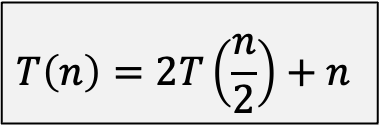 T(n) = 2T(n/2) + n